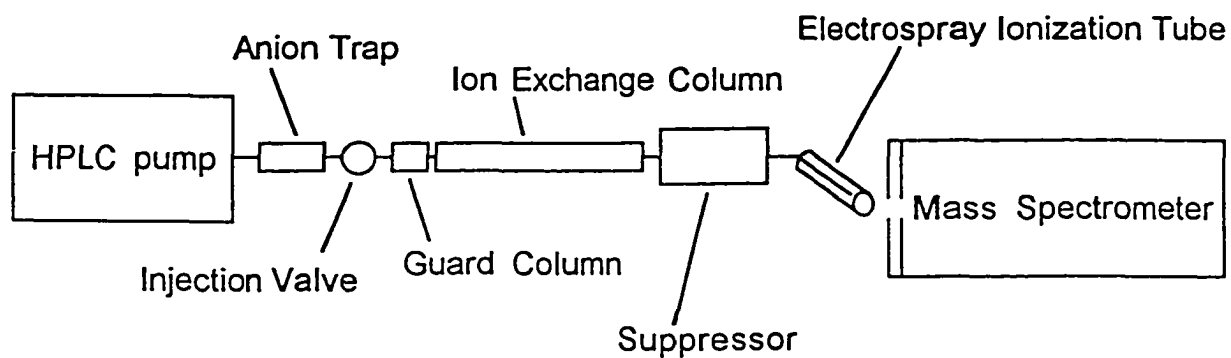 Electrospray Ionization Tube
Anion Trap
Ion Exchange Column
HPLC pump
Mass Spectrometer
Injection Valve
Guard Column
Suppressor